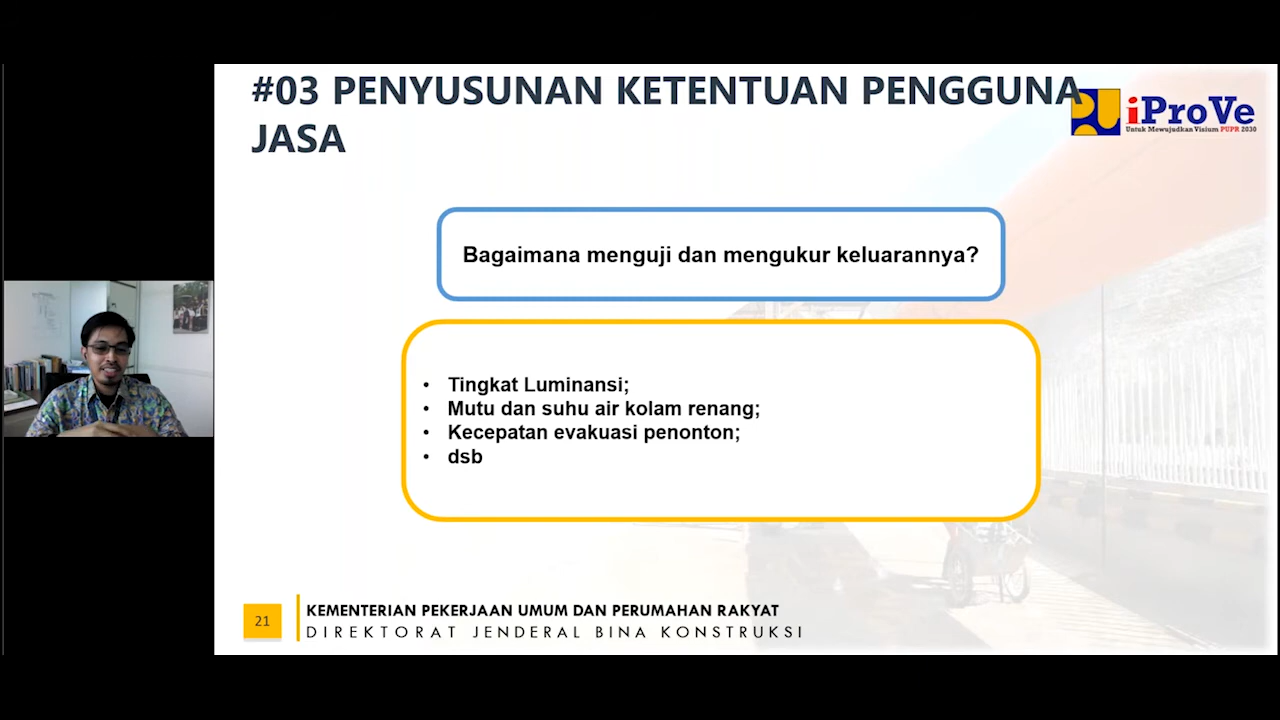 #03 PENYUSUNAN KETENTUAN PENGGUNA
JASA
iProVe
Untuk Mewujudkan Visium PUPR 2030
Bagaimana menguji dan mengukur keluarannya?
• Tingkat Luminansi;
• Mutu dan suhu air kolam renang;
• Kecepatan evakuasi penonton;
• dsb
21
KEMENTERIAN PEKERJAAN UMUM DAN PERUMAHAN RAKYAT
DIREKTORAT JENDERAL BINA KONSTRUKSI